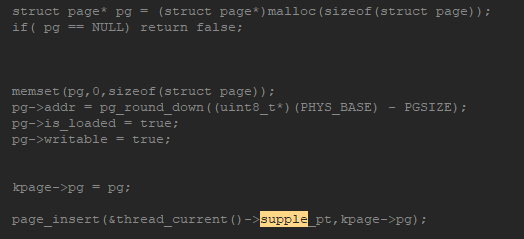 struct page* pg = (struct page*)malloc(sizeof(struct page));
if( pg == NULL) return false;
memset(pg,0,sizeof(struct page));
pg->addr = pg_round_down((uint8_t*)(PHYS_BASE) - PGSIZE);
pg->is_loaded = true;
pg->writable = true;
kpage->pg = pg;
page_insert(&thread_current()->supple_pt,kpage->pg);